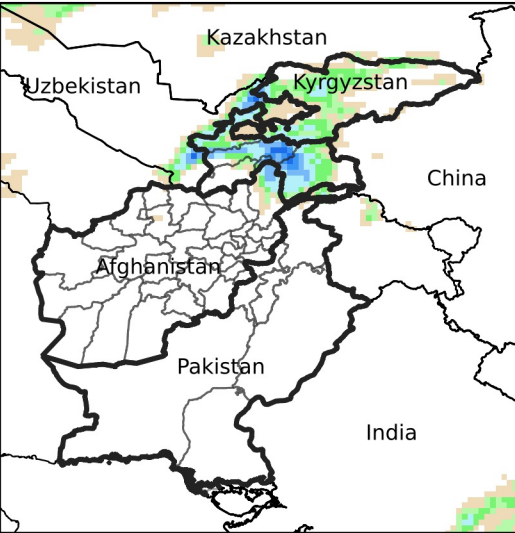 Kazakhstan
Uzbekistan
Kyrgyzstan
China
Afghanistan
Pakistan
India